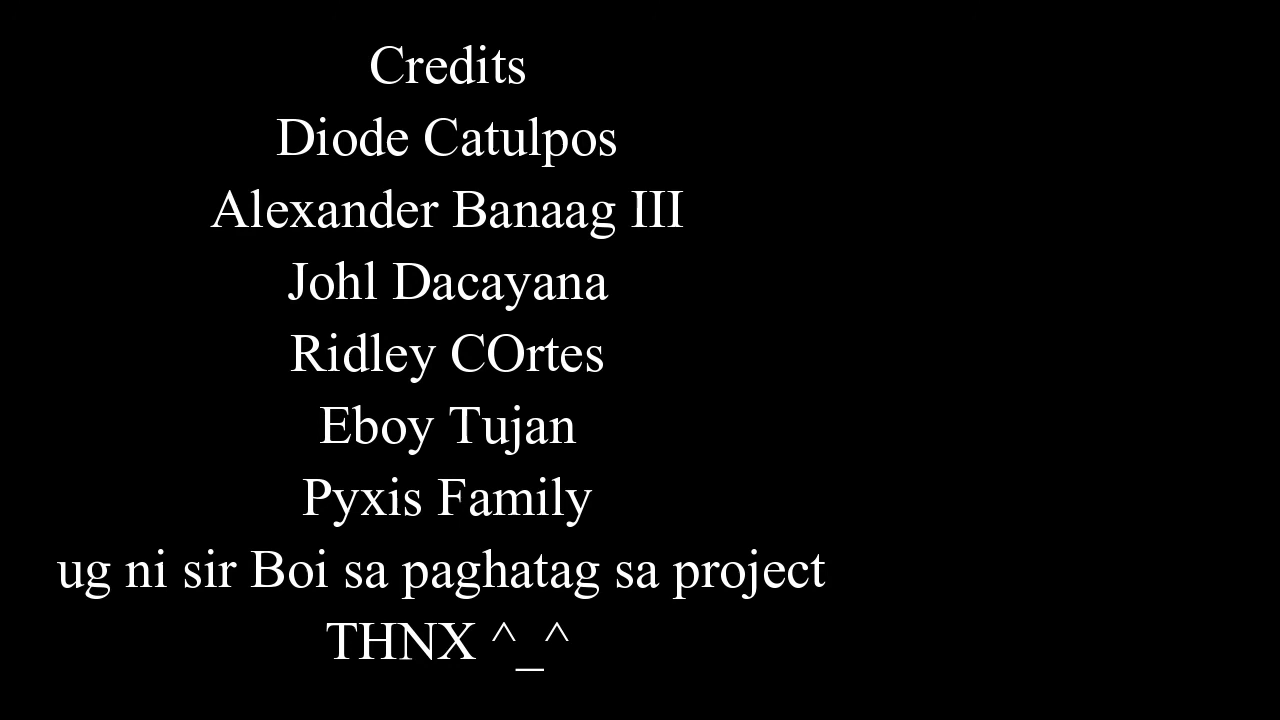 Credits
Diode Catulpos
Alexander Banaag III
Johl Dacayana
Ridley COrtes
Eboy Tujan
Pyxis Family
ug ni sir Boi sa paghatag sa project
THNX ^_^